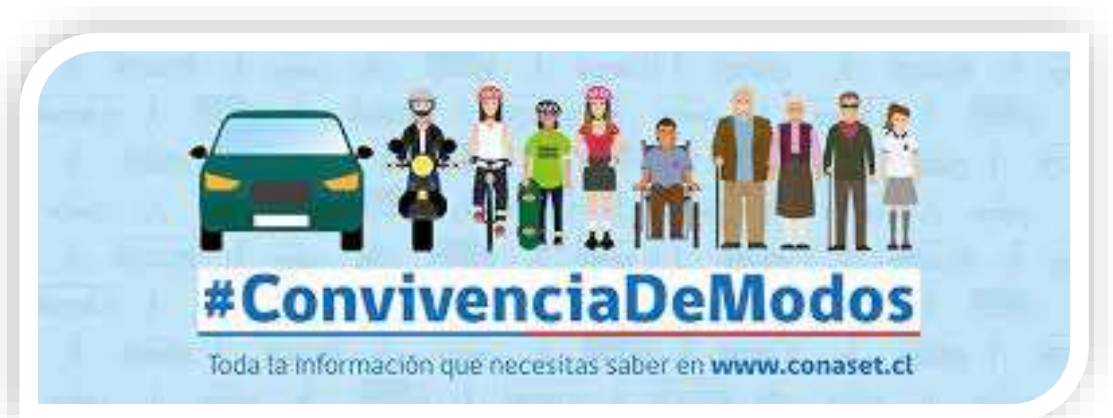 #ConvivenciaDeModos
Toda la información que necesitas saber en www.conaset.cl